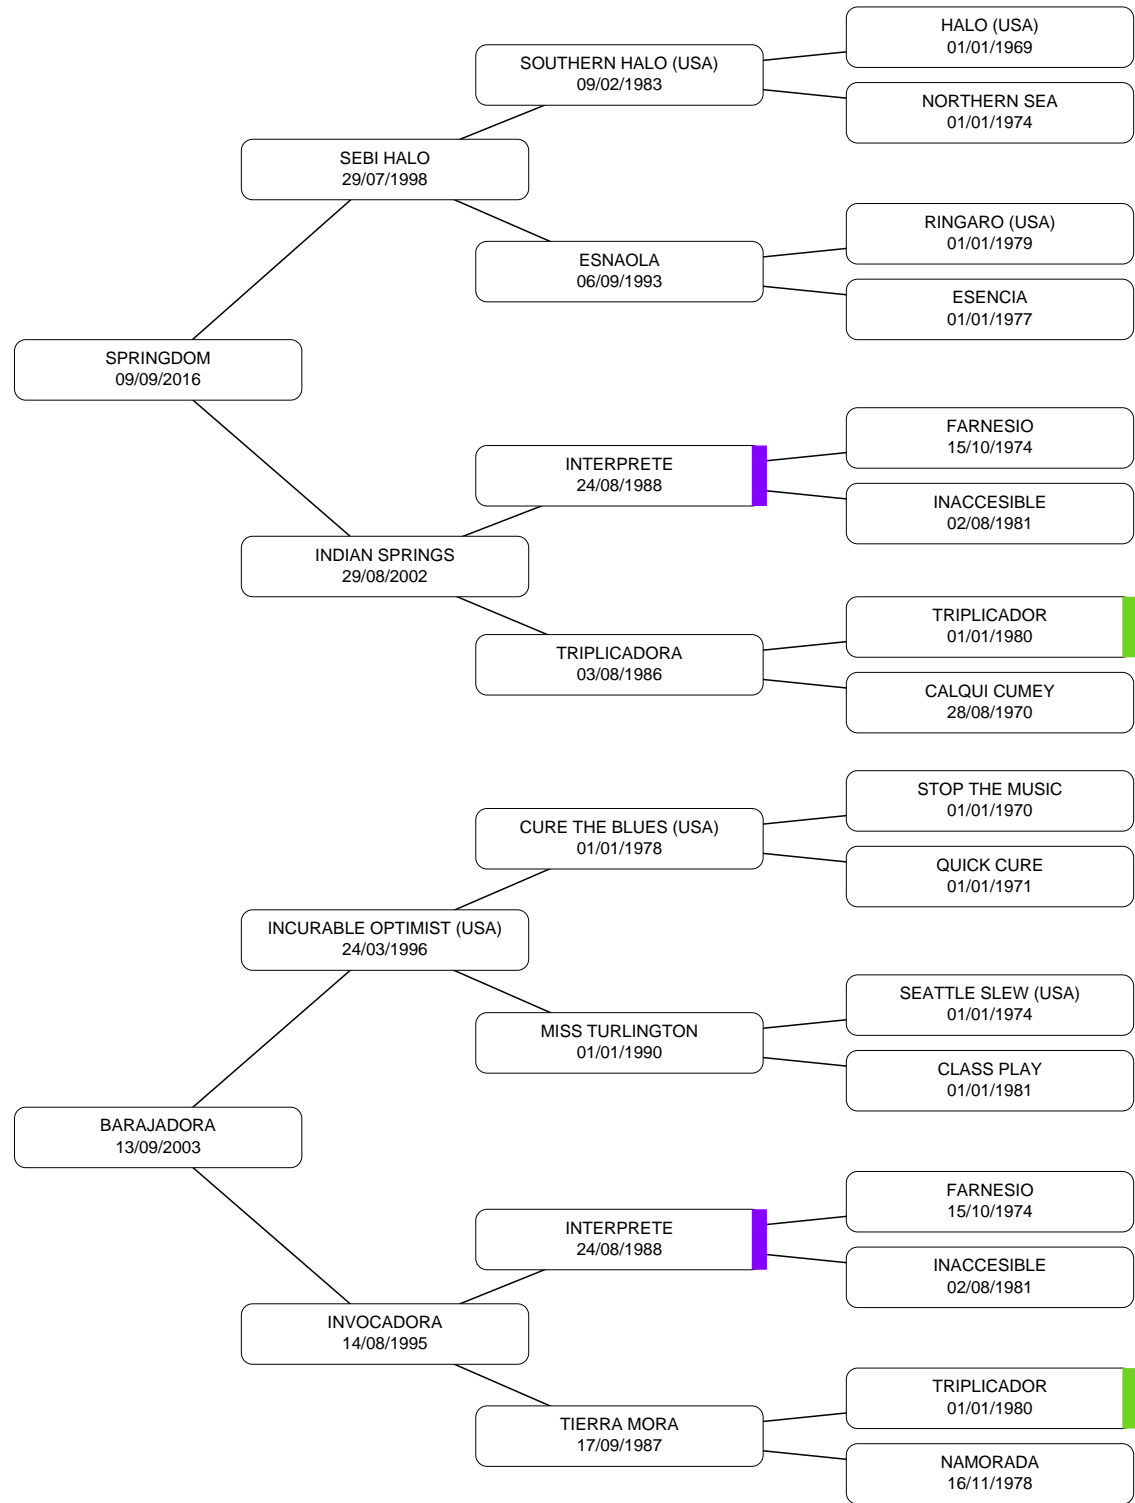 HALO (USA)
01/01/1969
SOUTHERN HALO (USA)
09/02/1983
NORTHERN SEA
01/01/1974
SEBI HALO
29/07/1998
RINGARO (USA)
01/01/1979
ESNAOLA
06/09/1993
ESENCIA
01/01/1977
SPRINGDOM
09/09/2016
FARNESIO
15/10/1974
INTERPRETE
24/08/1988
INACCESIBLE
02/08/1981
INDIAN SPRINGS
29/08/2002
TRIPLICADOR
01/01/1980
TRIPLICADORA
03/08/1986
CALQUI CUMEY
28/08/1970
STOP THE MUSIC
01/01/1970
CURE THE BLUES (USA)
01/01/1978
QUICK CURE
01/01/1971
INCURABLE OPTIMIST (USA)
24/03/1996
SEATTLE SLEW (USA)
01/01/1974
MISS TURLINGTON
01/01/1990
CLASS PLAY
01/01/1981
BARAJADORA
13/09/2003
FARNESIO
15/10/1974
INTERPRETE
24/08/1988
INACCESIBLE
02/08/1981
INVOCADORA
14/08/1995
TRIPLICADOR
01/01/1980
TIERRA MORA
17/09/1987
NAMORADA
16/11/1978